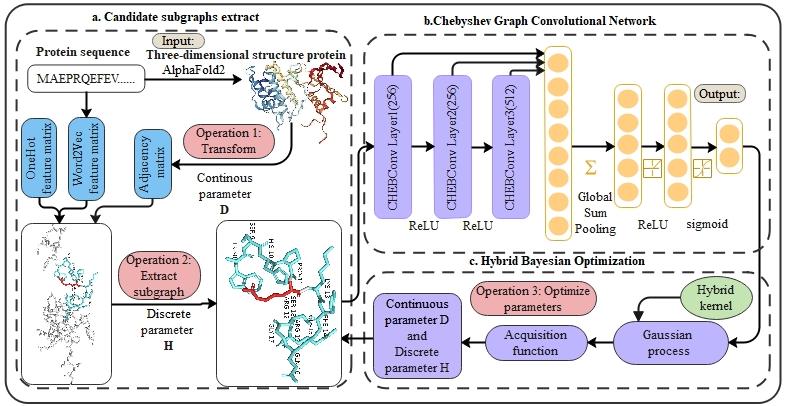 a. Candidate subgraphs extract
Input:
Protein sequence
Three-dimensional structure protein
MAEPRQEFEV......
AlphaFold2
OneHot
feature matrix
Word2Vec
feature matrix
Adjacency
matrix
Operation 1:
Transform
Continous
parameter
D
Operation 2:
Extract
subgraph
Discrete
parameter
H
b.Chebyshev Graph Convolutional Network
CHEBConv Layer1(256)
CHEBConv Layer2(256)
CHEBConv Layer3(512)
ReLU
ReLU
Σ
Global
Sum
Pooling
ReLU
sigmoid
Output:
c. Hybrid Bayesian Optimization
Operation 3: Optimize
parameters
Hybrid
kernel
Gaussian
process
Acquisition
function
Continuous
parameter D
and
Discrete
parameter H